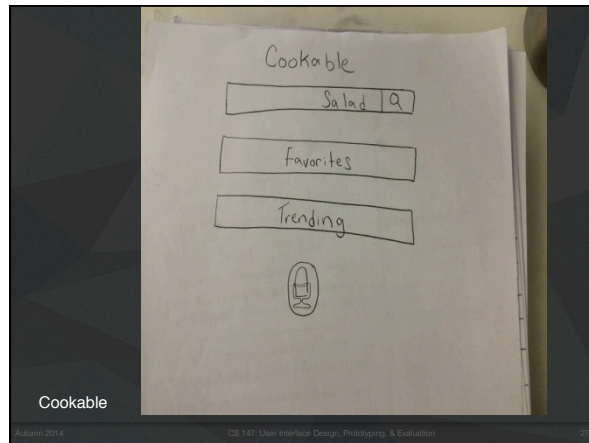 Cookable
Salad
Favorites
Trending
Cookable
Autumn 2014
CS 147: User Interface Design, Prototyping, & Evaluation
27